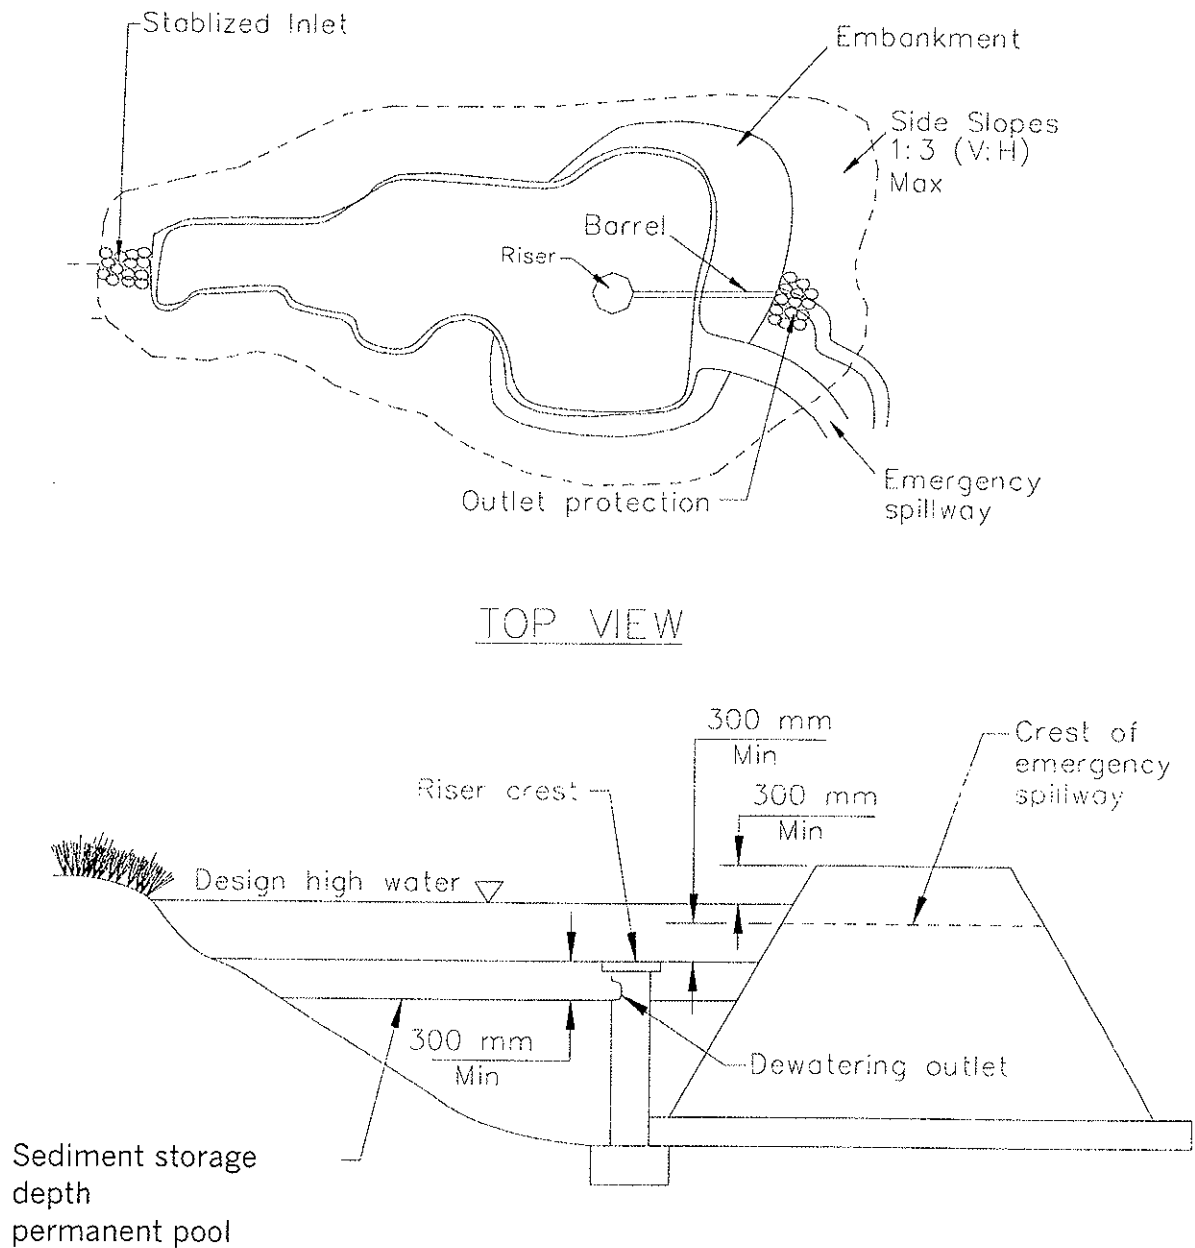 Stablized Inlet
Embankment
Side Slopes
1:3 (V:H)
Max
Barrel
Riser
Emergency
spillway
Outlet protection
TOP VIEW
300 mm
Min
Crest of
emergency
spillway
Riser crest
300 mm
Min
Design high water
300 mm
Min
Dewatering outlet
Sediment storage
depth
permanent pool